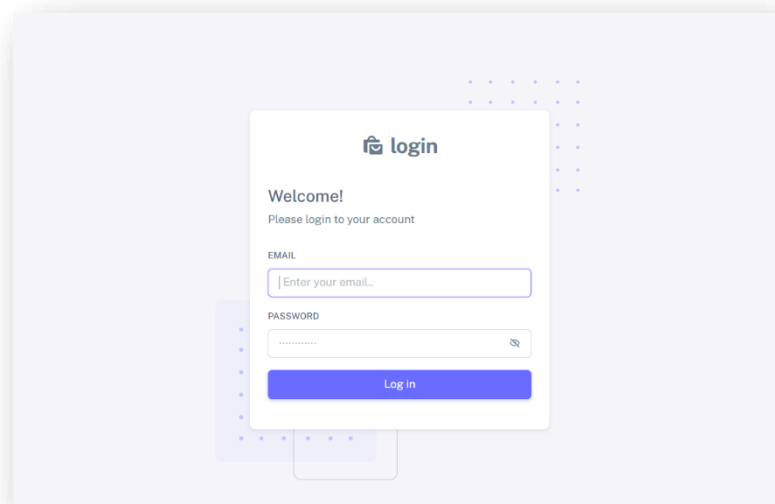 login
Welcome!
Please login to your account
EMAIL
Enter your email..
PASSWORD
············
Log in